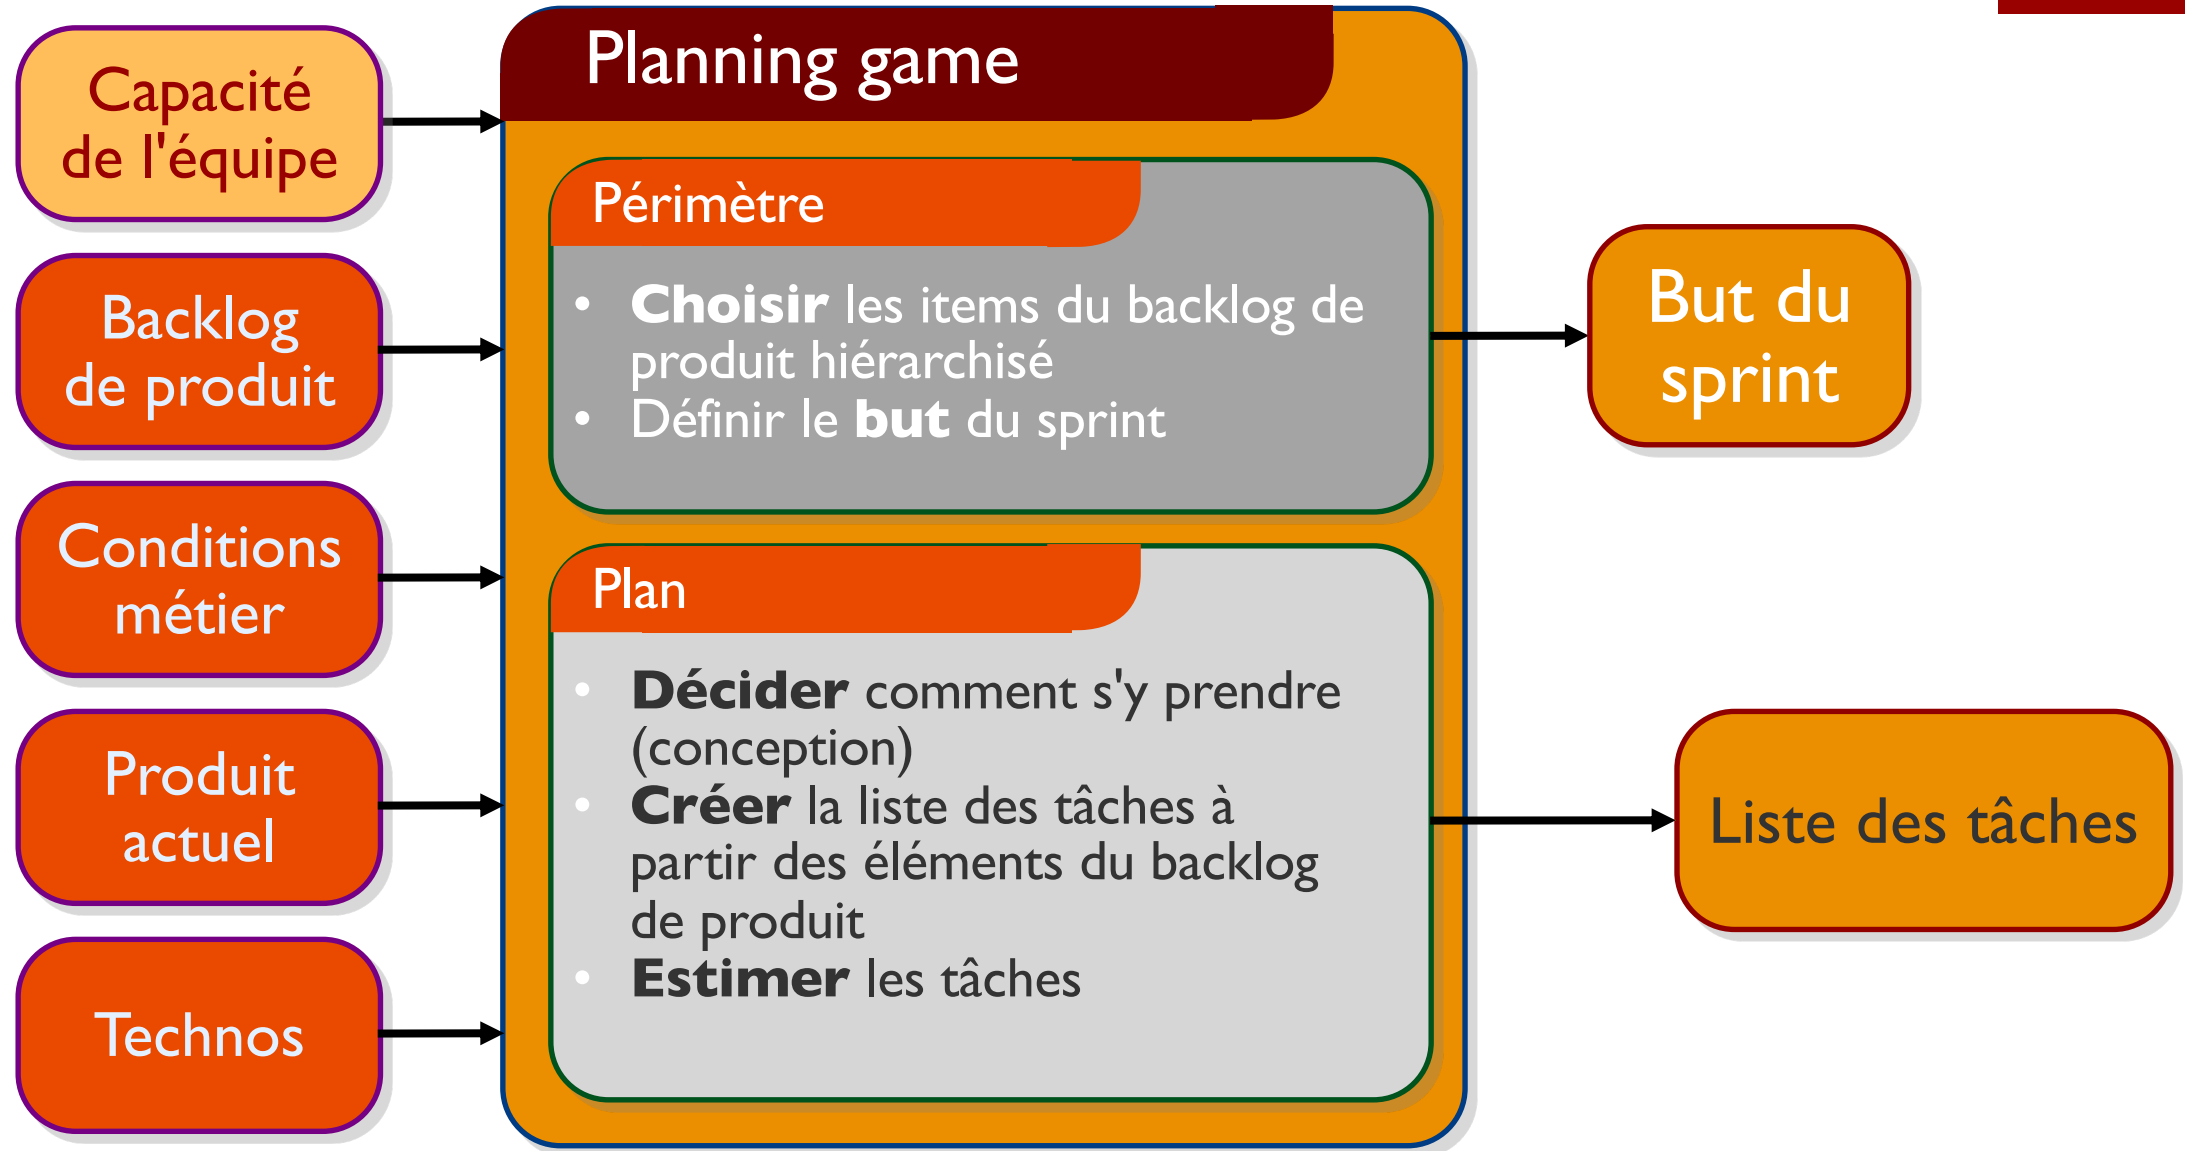 Capacité
de l'équipe
Backlog
de produit
Conditions
métier
Produit
actuel
Technos
Planning game
Périmètre
• Choisir les items du backlog de
produit hiérarchisé
• Définir le but du sprint
Plan
• Décider comment s'y prendre
(conception)
• Créer la liste des tâches à
partir des éléments du backlog
de produit
• Estimer les tâches
But du
sprint
Liste des tâches